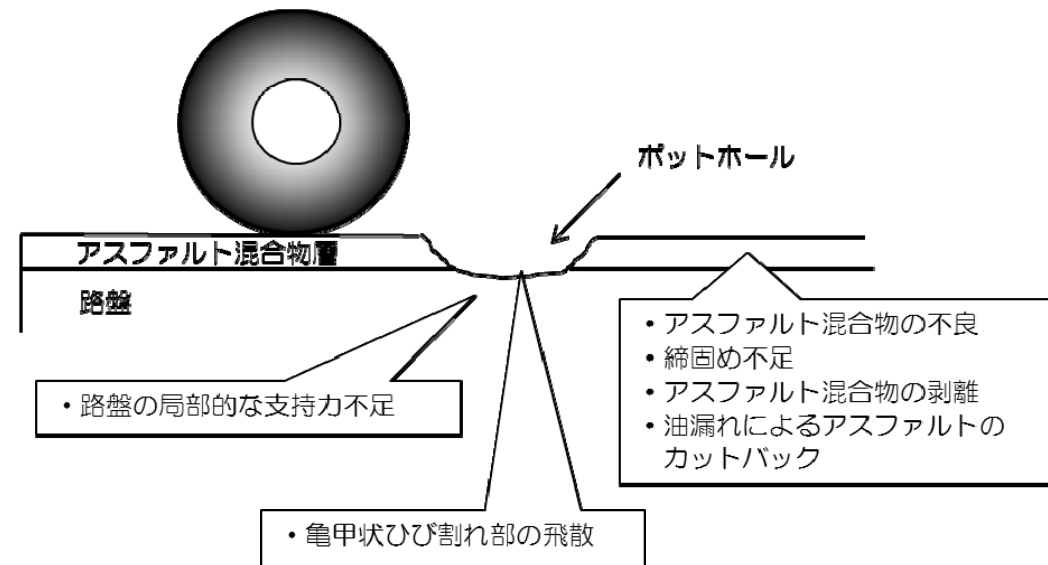 ポットホール
アスファルト混合物層
路盤
・路盤の局部的な支持力不足
・アスファルト混合物の不良
・締固め不足
・アスファルト混合物の剥離
・油漏れによるアスファルトの
カットバック
・亀甲状ひび割れ部の飛散